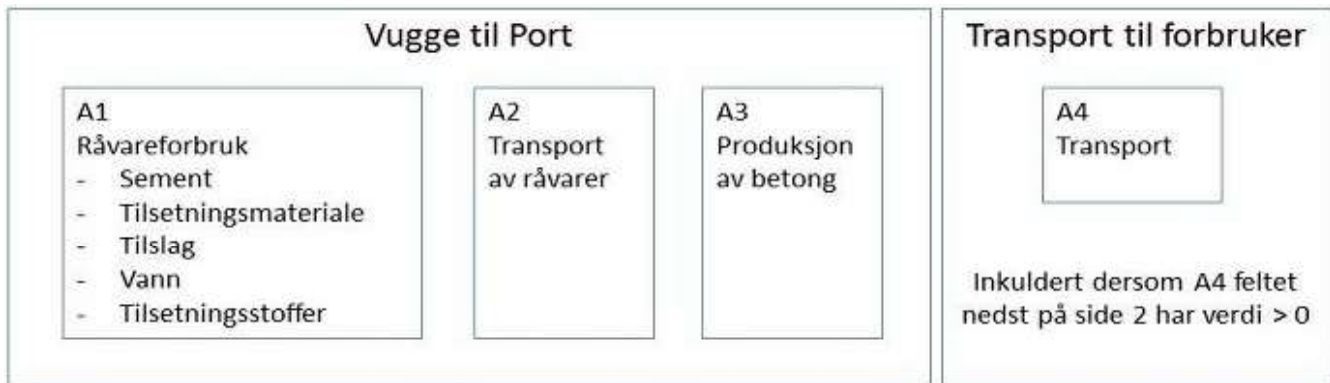 Vugge til Port
A1
Råvareforbruk
- Sement
- Tilsetningsmateriale
- Tilslag
- Vann
- Tilsetningsstoffer
A2
Transport
av råvarer
A3
Produksjon
av betong
Transport til forbruker
A4
Transport
Inkuldert dersom A4 feltet
nedst på side 2 har verdi > 0